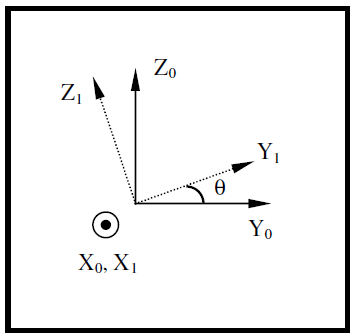 Z₀
Z₁
Y₁
θ
Y₀
X₀, X₁